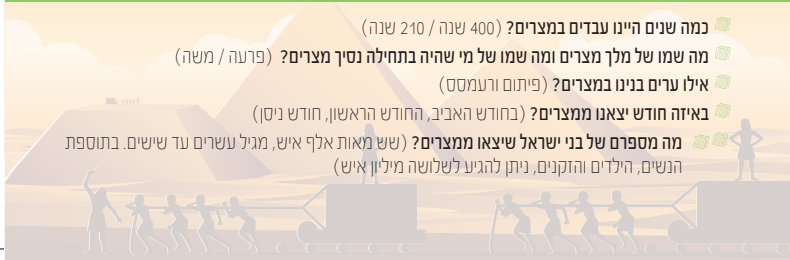 כמה שנים היינו עבדים במצרים? (400 שנה / 210 שנה)
מה שמו של מלך מצרים ומה שמו של מי שהיה בתחילה נסיך מצרים? (פרעה / משה)
אילו ערים בנינו במצרים? (פיתום ורעמסס)
באיזה חודש יצאנו ממצרים? (בחודש האביב, החודש הראשון, חודש ניסן)
מה מספרם של בני ישראל שיצאו ממצרים? (שש מאות אלף איש, מגיל עשרים עד שישים. בתוספת
הנשים, הילדים והזקנים, ניתן להגיע לשלושה מיליון איש)